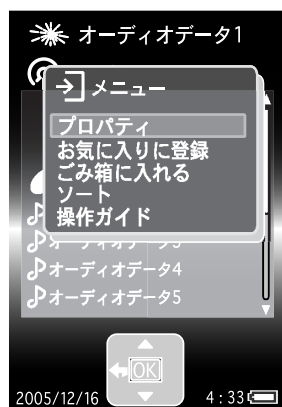 オーディオデータ1
メニュー
プロパティ
お気に入りに登録
ごみ箱に入れる
ソート
操作ガイド
オーディオデータ4
オーディオデータ5
OK
2005/12/16
4:33